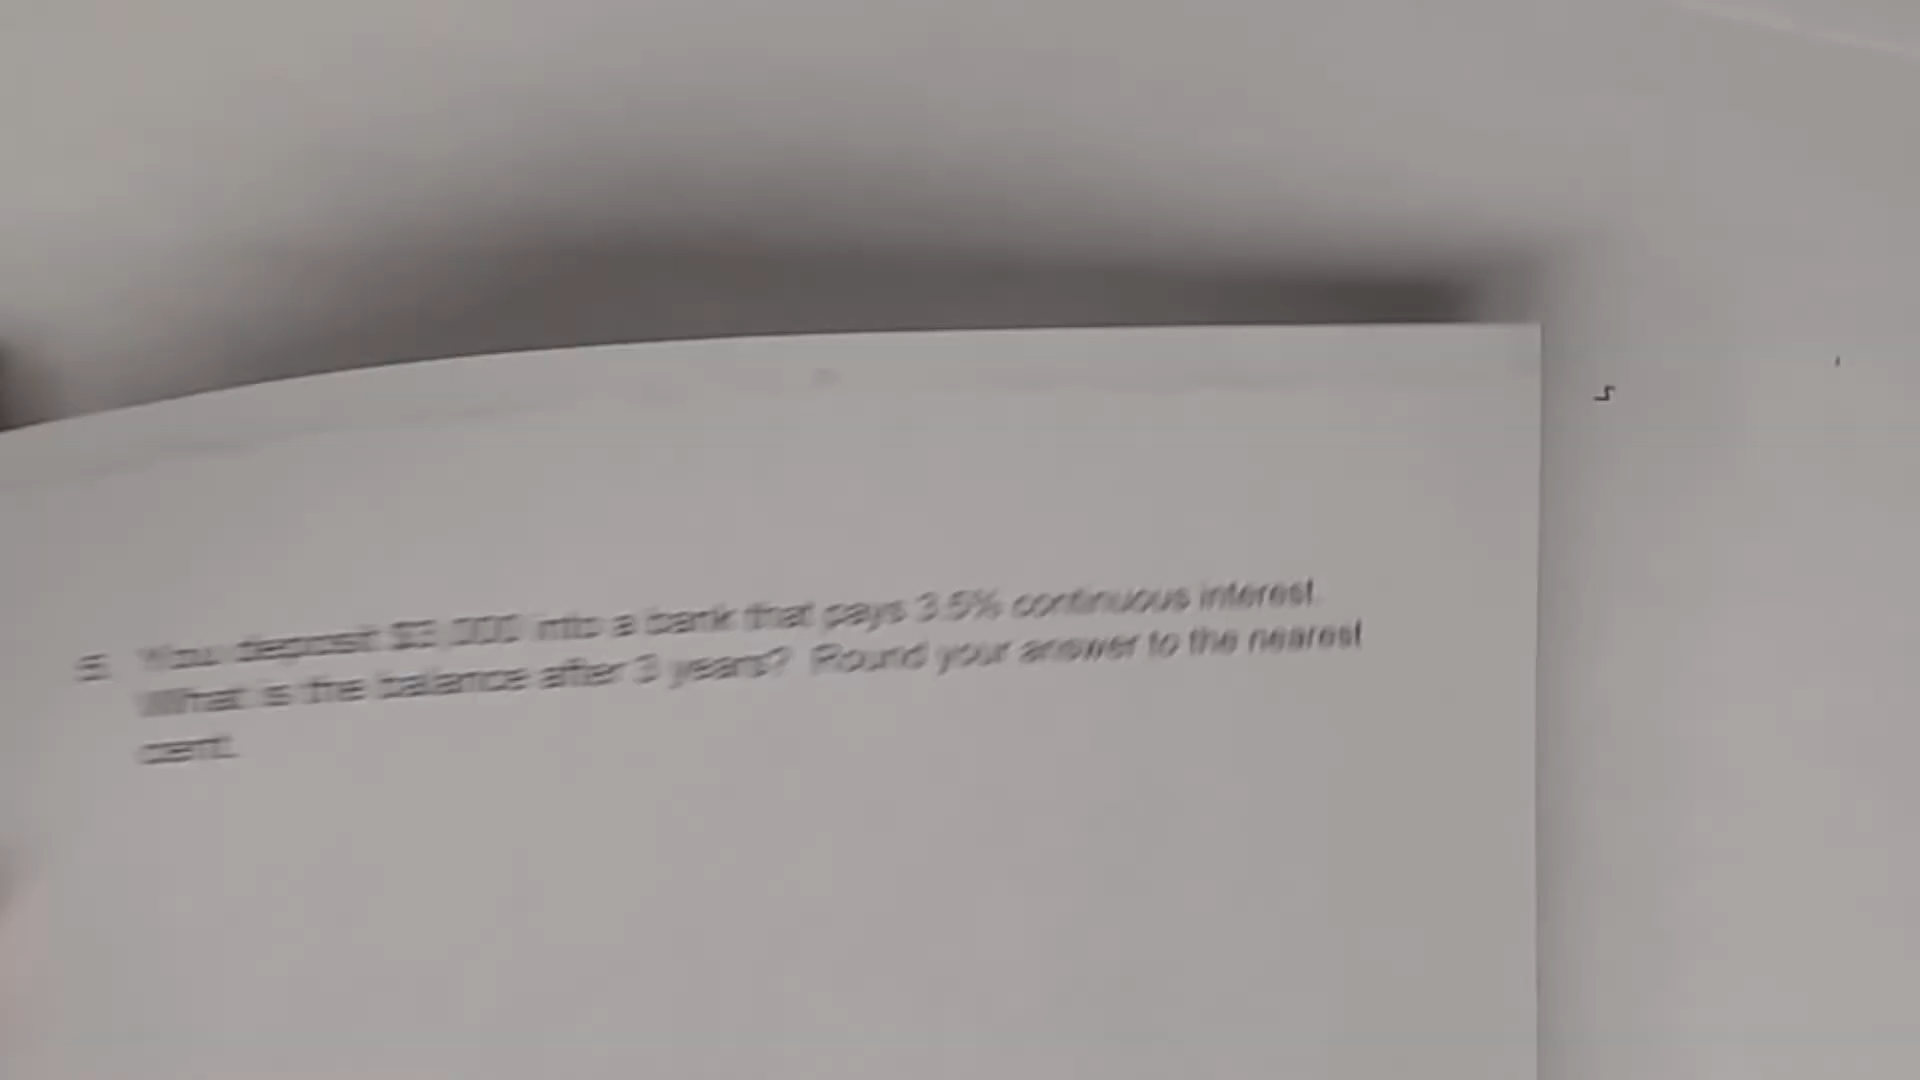 You deposit into a bank that pays 3.5% continuous interest.
What is the balance after 3 years? Round your answer to the nearest
cent.